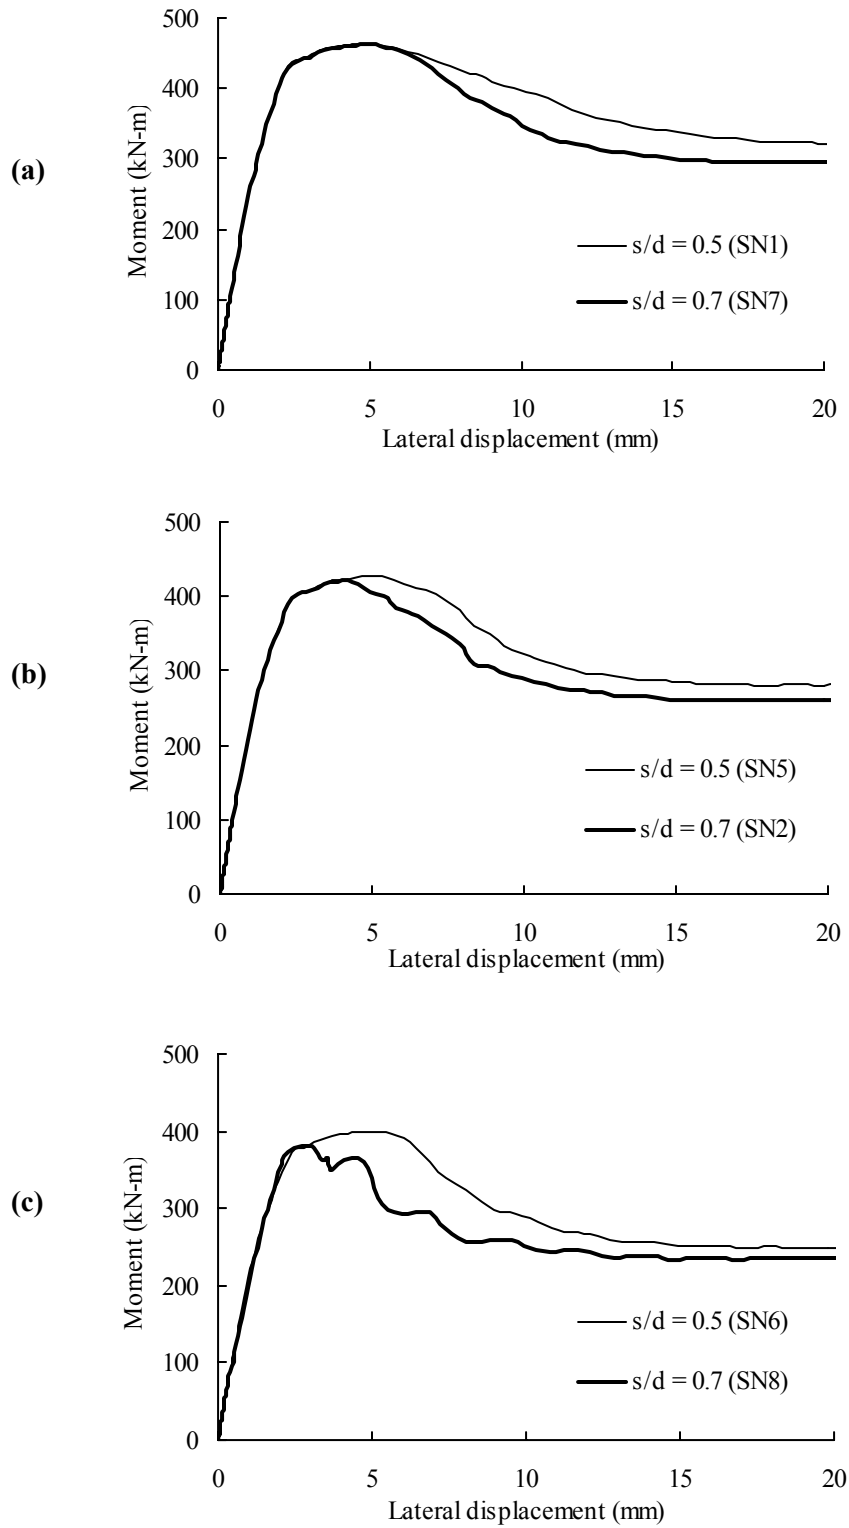 (a)
Moment (kN-m)
500
400
300
200
100
0
s/d = 0.5 (SN1)
s/d = 0.7 (SN7)
0 5 10 15 20
Lateral displacement (mm)
(b)
Moment (kN-m)
500
400
300
200
100
0
s/d = 0.5 (SN5)
s/d = 0.7 (SN2)
0 5 10 15 20
Lateral displacement (mm)
(c)
Moment (kN-m)
500
400
300
200
100
0
s/d = 0.5 (SN6)
s/d = 0.7 (SN8)
0 5 10 15 20
Lateral displacement (mm)